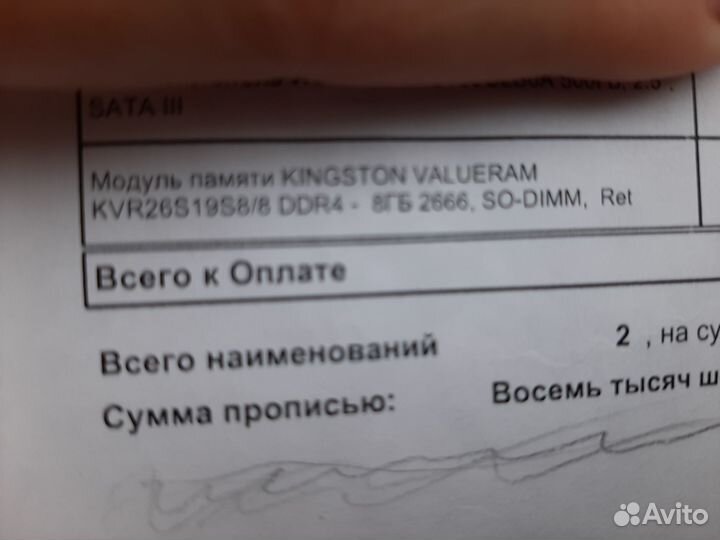 SATA III
Модуль памяти KINGSTON VALUERAM
KVR26S19S8/8 DDR4 - 8ГБ 2666, SO-DIMM, Ret
Всего к Оплате
Всего наименований 2 , на су
Сумма прописью: Восемь тысяч ш
Avito